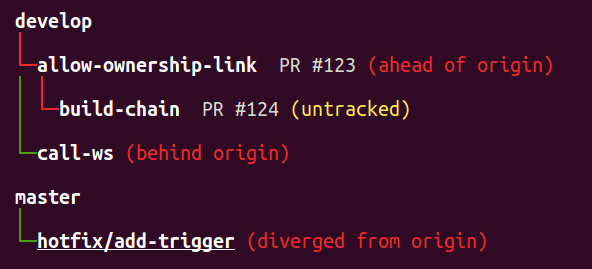 develop
allow-ownership-link PR #123 (ahead of origin)
build-chain PR #124 (untracked)
call-ws (behind origin)
master
hotfix/add-trigger (diverged from origin)